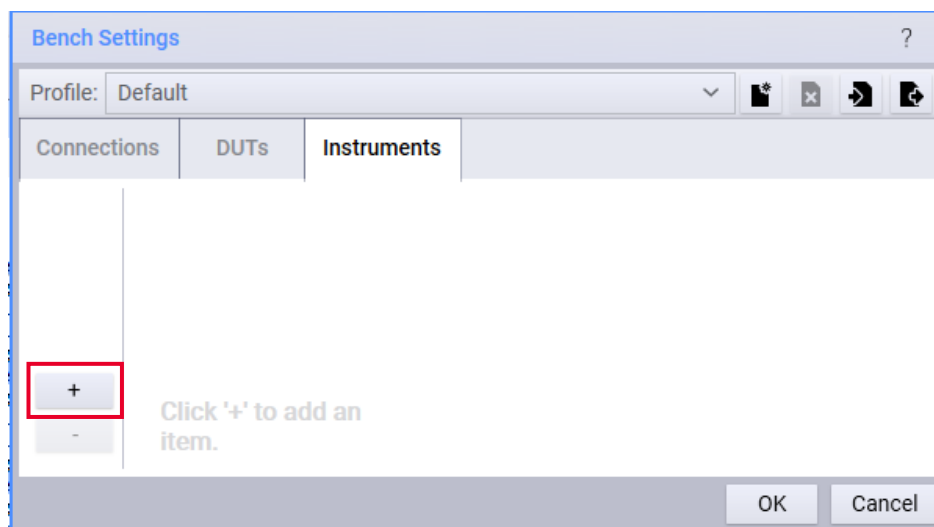 Bench Settings ?
Profile: Default
Connections DUTs Instruments
+
Click '+' to add an
-
item.
OK Cancel